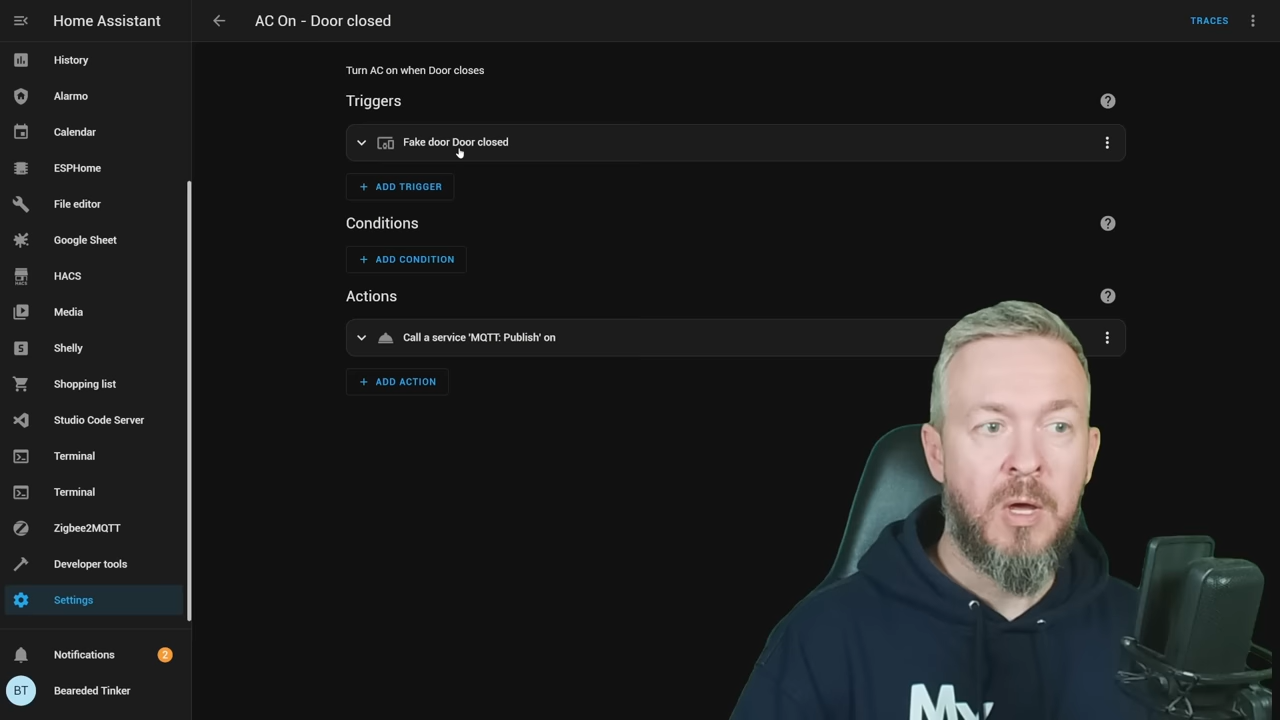 Home Assistant
AC On - Door closed
TRACES
History
Alarmo
Calendar
ESPHome
File editor
Google Sheet
HACS
HACS
Media
Shelly
Shopping list
Studio Code Server
Terminal
Terminal
Zigbee2MQTT
Developer tools
Settings
Notifications
2
BT
Bearded Tinker
Turn AC on when Door closes
Triggers
Fake door Door closed
+ ADD TRIGGER
Conditions
+ ADD CONDITION
Actions
Call a service 'MQTT: Publish' on
+ ADD ACTION
My